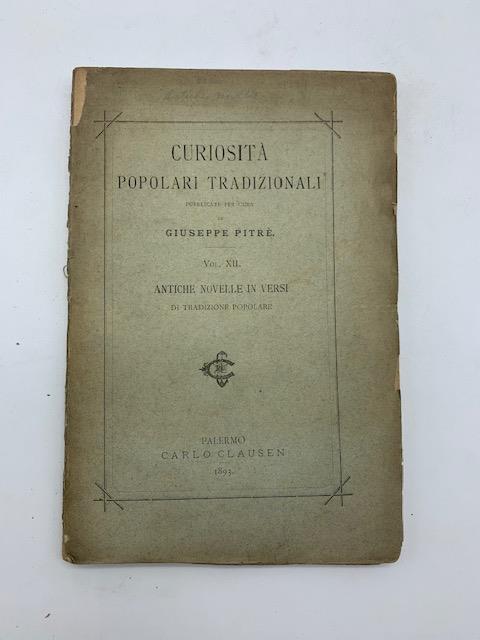 CURIOSITÀ
POPOLARI TRADIZIONALI
PUBBLICATE PER CURA
DI
GIUSEPPE PITRÈ.
VOL. XII.
ANTICHE NOVELLE IN VERSI
DI TRADIZIONE POPOLARE
PALERMO
CARLO CLAUSEN
1893.